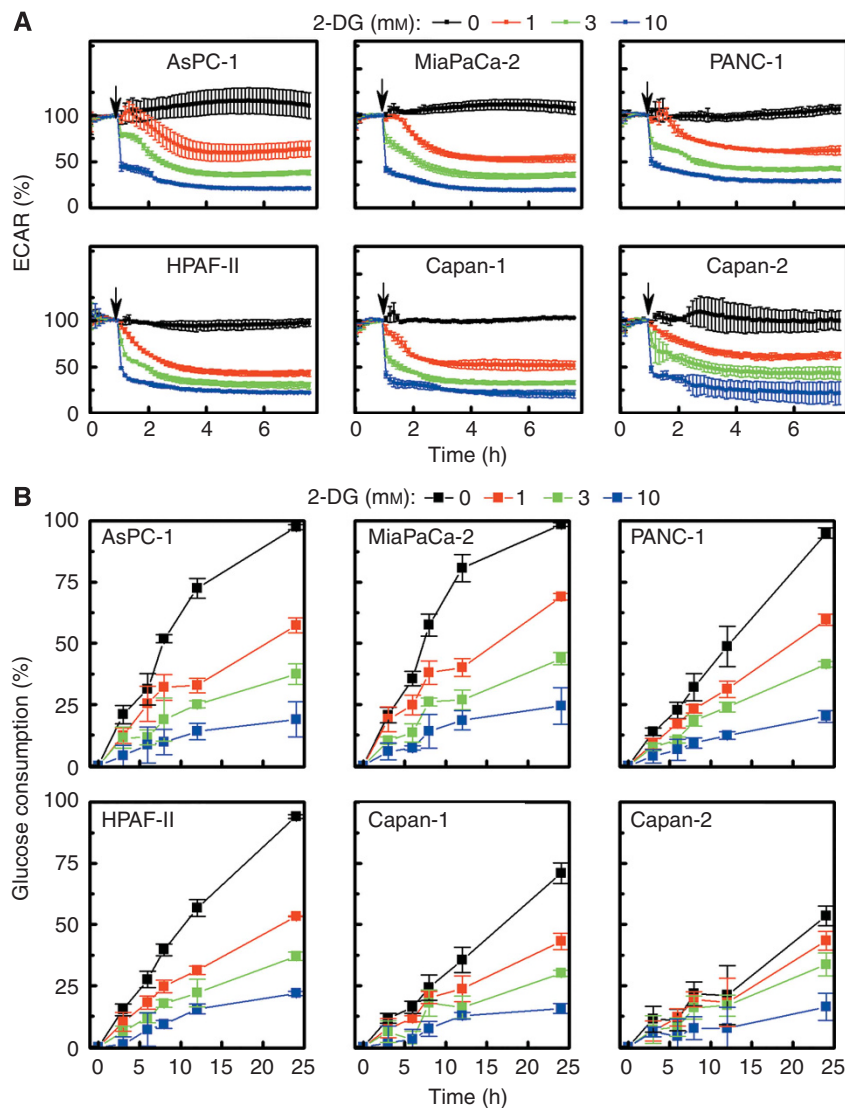 A
2-DG (mM): 0 1 3 10
AsPC-1 MiaPaCa-2 PANC-1
100
50
0
HPAF-II Capan-1 Capan-2
100
50
0
ECAR (%)
0 2 4 6 0 2 4 6 0 2 4 6
Time (h)
B
2-DG (mM): 0 1 3 10
100
AsPC-1 MiaPaCa-2 PANC-1
75
50
25
0
100
HPAF-II Capan-1 Capan-2
75
50
25
0
Glucose consumption (%)
0 5 10 15 20 25 0 5 10 15 20 25 0 5 10 15 20 25
Time (h)